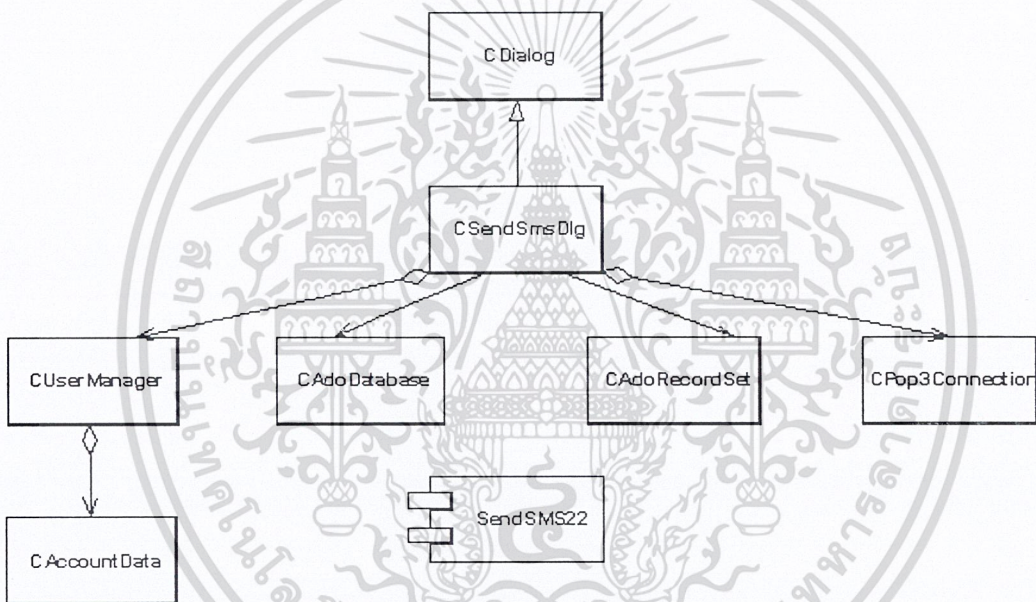 CDialog
CSendSmsDlg
CUserManager
CAdoDatabase
CAdoRecordSet
CPop3Connection
SendSMS22
CAccountData